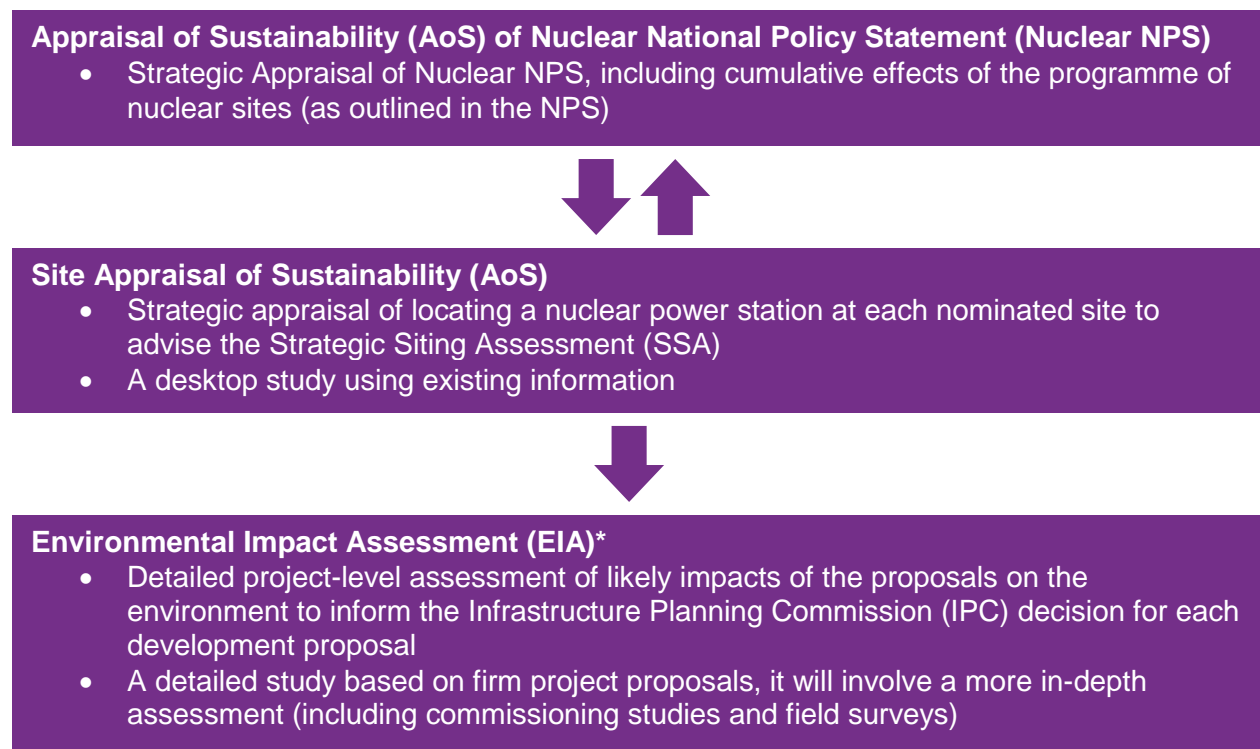 Appraisal of Sustainability (AoS) of Nuclear National Policy Statement (Nuclear NPS)
• Strategic Appraisal of Nuclear NPS, including cumulative effects of the programme of
nuclear sites (as outlined in the NPS)
Site Appraisal of Sustainability (AoS)
• Strategic appraisal of locating a nuclear power station at each nominated site to
advise the Strategic Siting Assessment (SSA)
• A desktop study using existing information
Environmental Impact Assessment (EIA)*
• Detailed project-level assessment of likely impacts of the proposals on the
environment to inform the Infrastructure Planning Commission (IPC) decision for each
development proposal
• A detailed study based on firm project proposals, it will involve a more in-depth
assessment (including commissioning studies and field surveys)